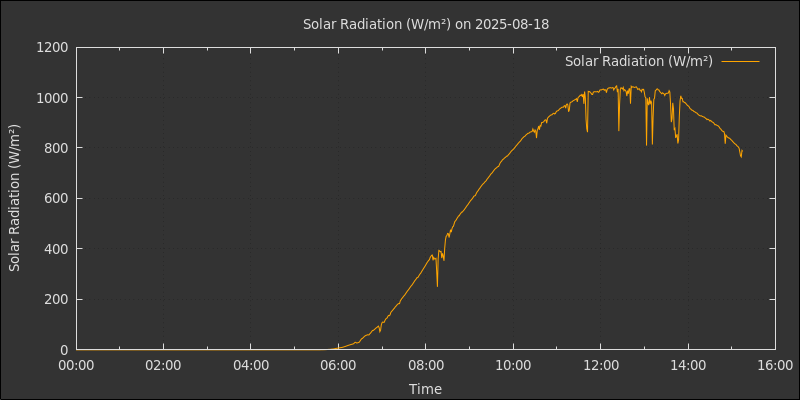 Solar Radiation (W/m²) on 2025-08-18
Solar Radiation (W/m²)
Solar Radiation (W/m²)
1200
1000
800
600
400
200
0
00:00 02:00 04:00 06:00 08:00 10:00 12:00 14:00 16:00
Time